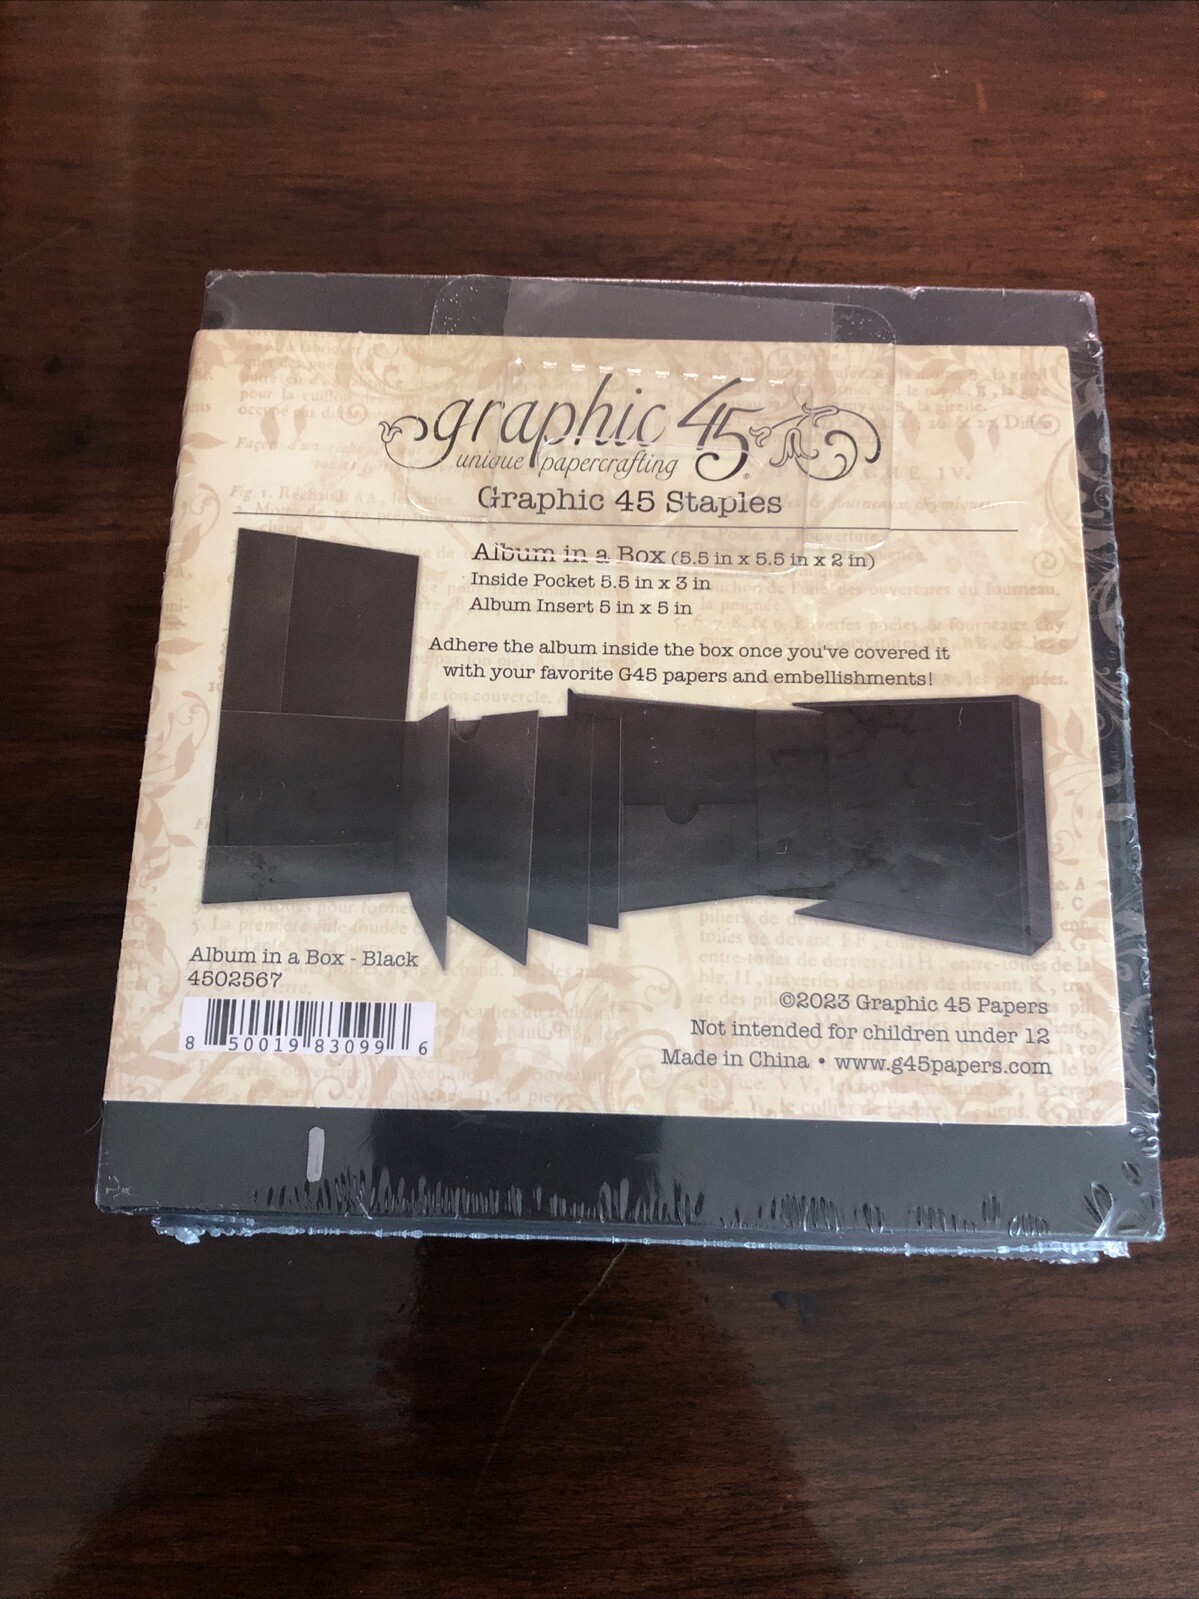 graphic 45
unique papercrafting
Graphic 45 Staples
Album in a Box (5.5 in x 5.5 in x 2 in)
Inside Pocket 5.5 in x 3 in
Album Insert 5 in x 5 in
Adhere the album inside the box once you've covered it
with your favorite G45 papers and embellishments!
Album in a Box - Black
4502567
8 50019 83099 6
©2023 Graphic 45 Papers
Not intended for children under 12
Made in China • www.g45papers.com